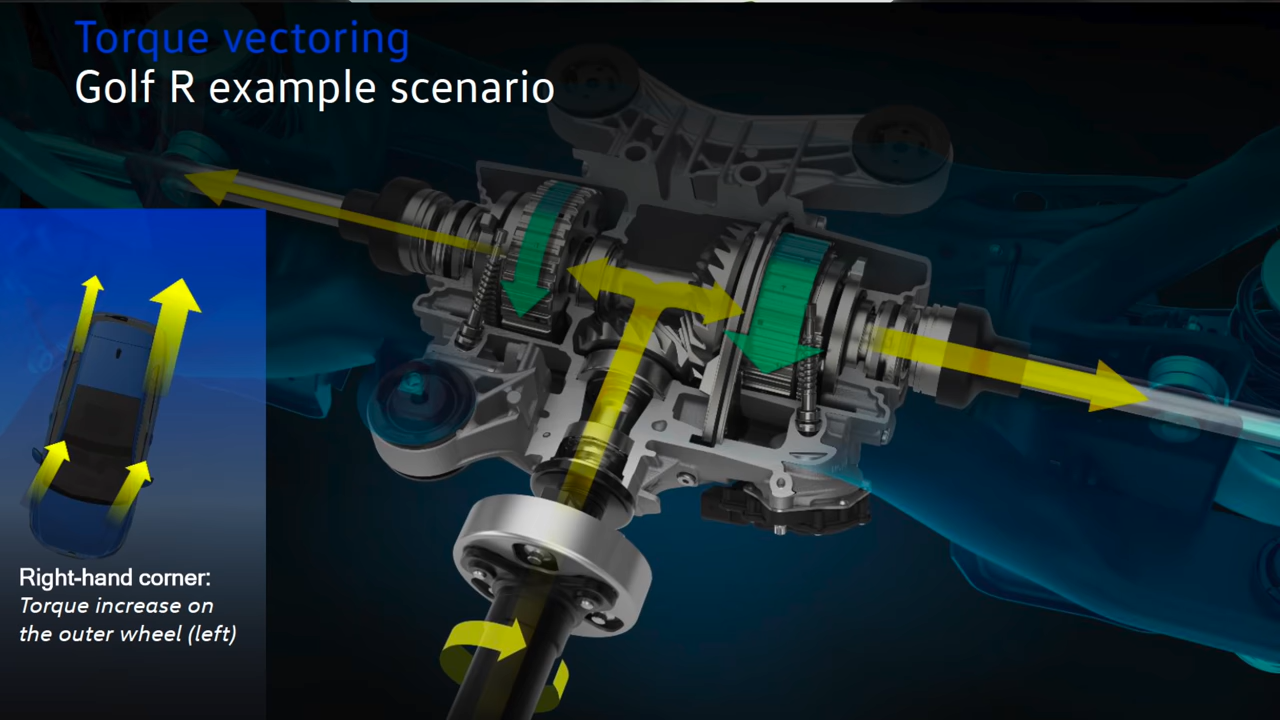 Torque vectoring
Golf R example scenario
Right-hand corner:
Torque increase on
the outer wheel (left)